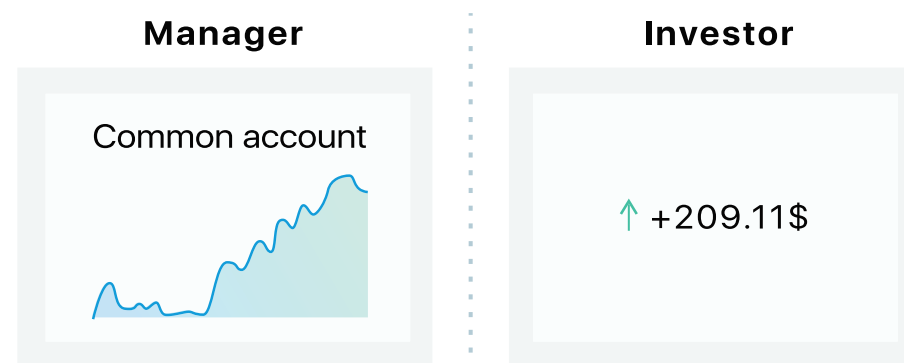 Manager
Common account
Investor
↑ +209.11$